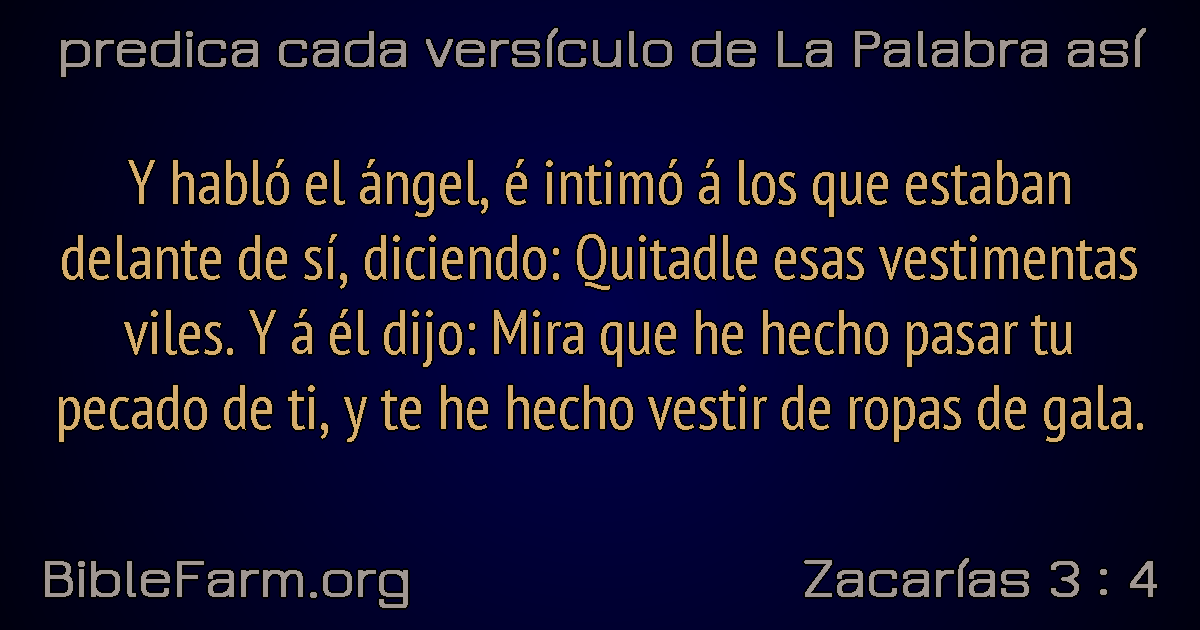 predica cada versículo de La Palabra así
Y habló el ángel, é intimó á los que estaban
delante de sí, diciendo: Quitadle esas vestimentas
viles. Y á él dijo: Mira que he hecho pasar tu
pecado de ti, y te he hecho vestir de ropas de gala.
BibleFarm.org
Zacarías 3 : 4